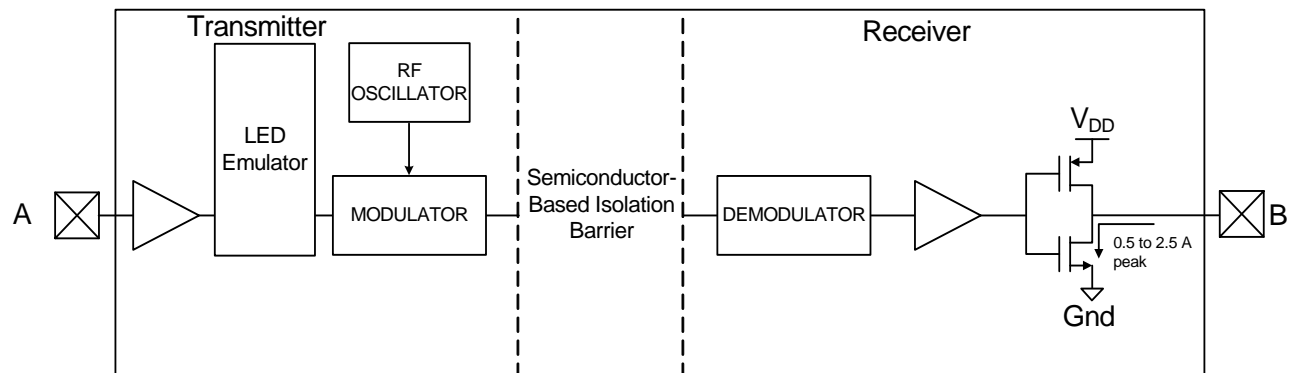 Transmitter
Receiver
RF
OSCILLATOR
LED
Emulator
MODULATOR
Semiconductor-
Based Isolation
Barrier
DEMODULATOR
VDD
A
B
0.5 to 2.5 A
peak
Gnd